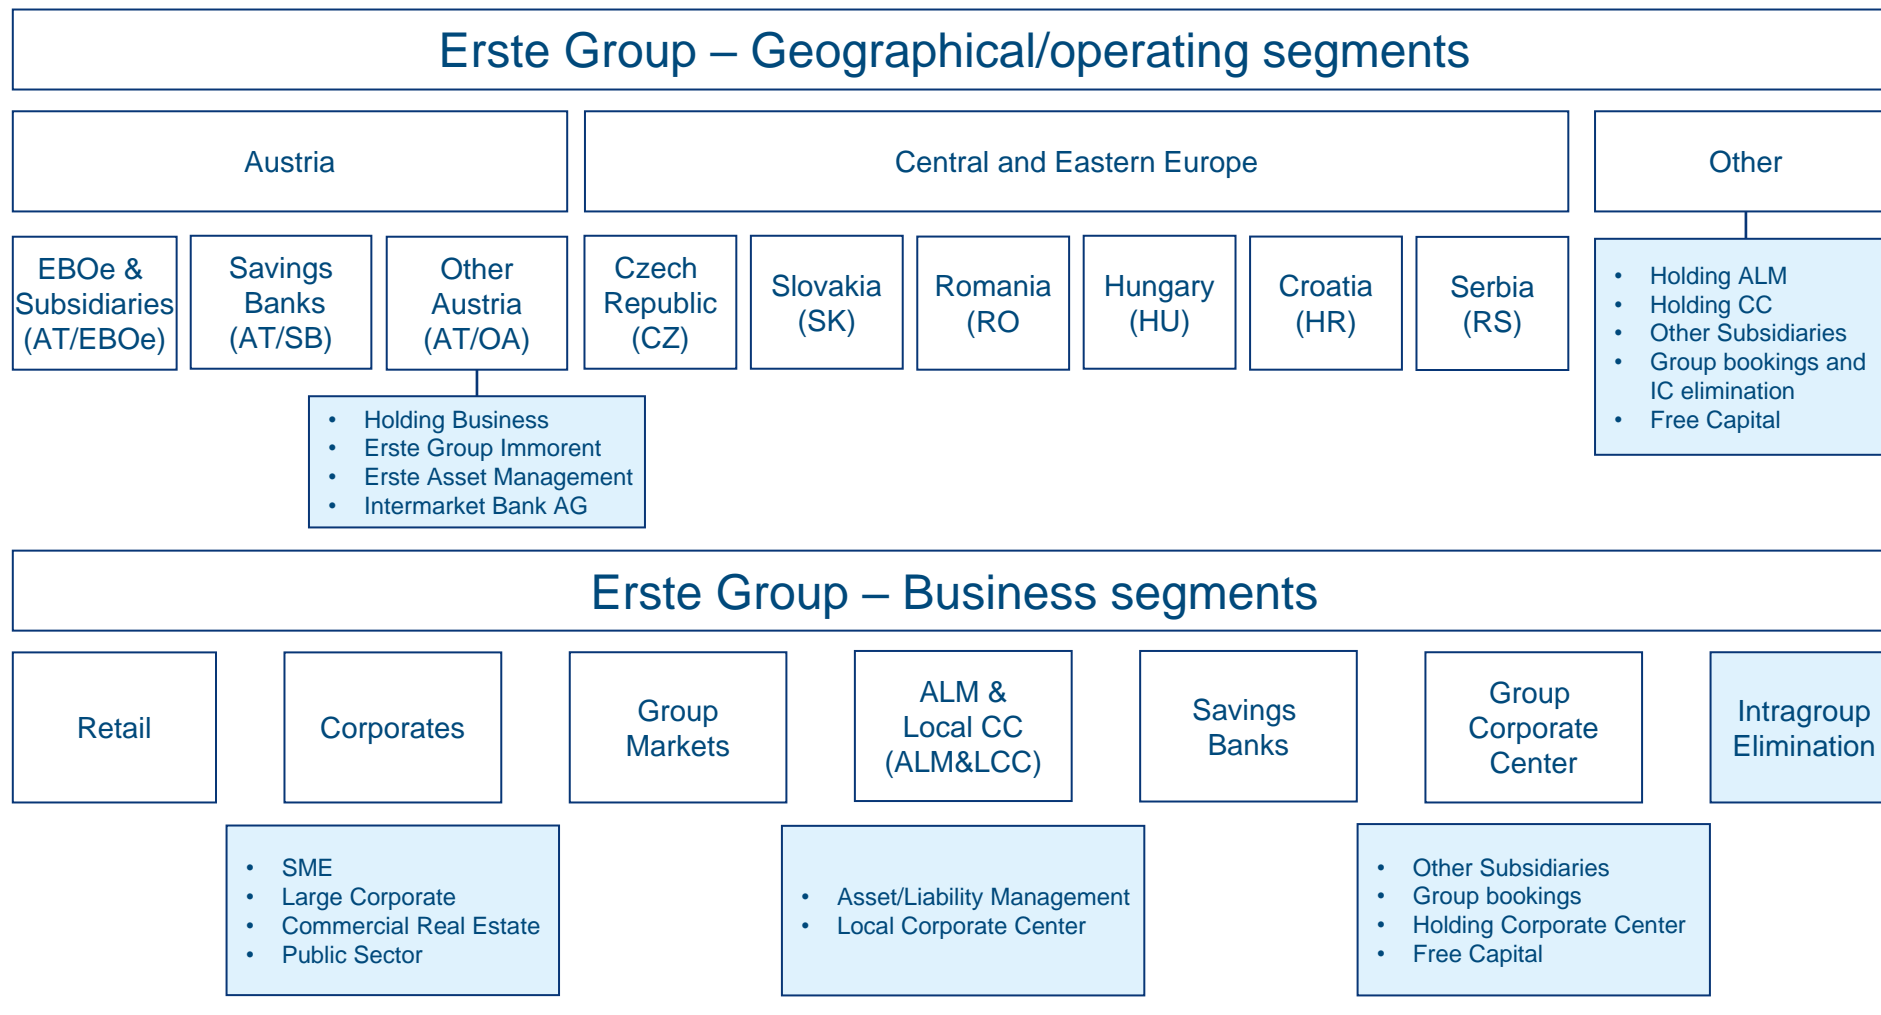 Erste Group – Geographical/operating segments
Austria
Central and Eastern Europe
Other
EBOe &
Subsidiaries
(AT/EBOe)
Savings
Banks
(AT/SB)
Other
Austria
(AT/OA)
Czech
Republic
(CZ)
Slovakia
(SK)
Romania
(RO
Hungary
(HU)
Croatia
(HR)
Serbia
(RS)
• Holding ALM
• Holding CC
• Other Subsidiaries
• Group bookings and
IC elimination
• Free Capital
• Holding Business
• Erste Group Immorent
• Erste Asset Management
• Intermarket Bank AG
Erste Group – Business segments
Retail
Corporates
Group
Markets
ALM &
Local CC
(ALM&LCC)
Savings
Banks
Group
Corporate
Center
Intragroup
Elimination
• SME
• Large Corporate
• Commercial Real Estate
• Public Sector
• Asset/Liability Management
• Local Corporate Center
• Other Subsidiaries
• Group bookings
• Holding Corporate Center
• Free Capital